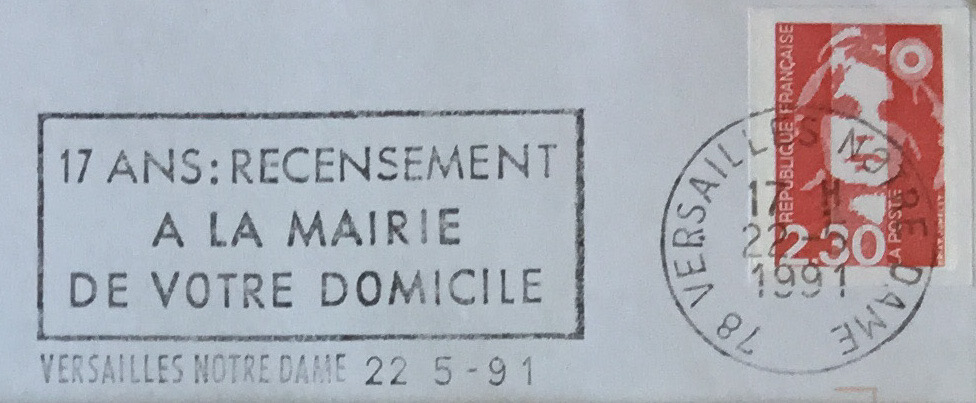 17 ANS: RECENSEMENT
A LA MAIRIE
DE VOTRE DOMICILE
VERSAILLES NOTRE DAME 22 5-91
78 VERSAILLES NOTRE DAME
17 H
22-5
1991
REPUBLIQUE FRANÇAISE
2.30
LA POSTE